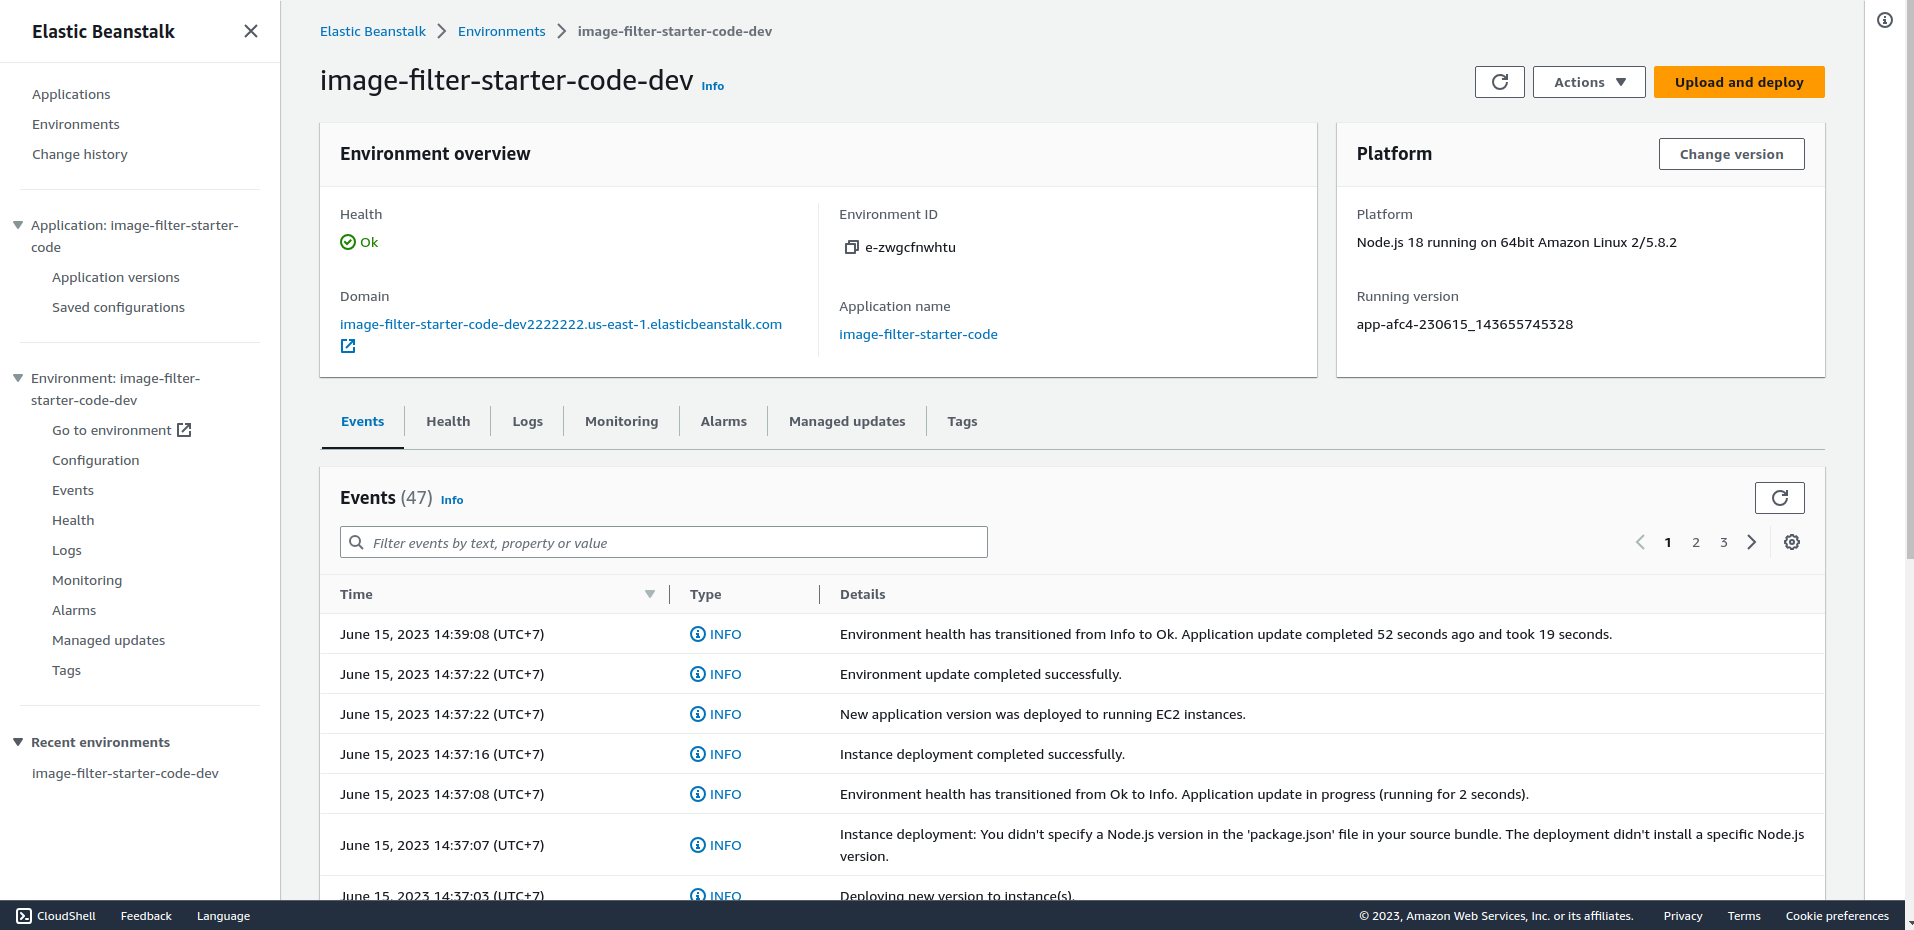 Elastic Beanstalk
Applications
Environments
Change history
Application: image-filter-starter-
code
Application versions
Saved configurations
Environment: image-filter-
starter-code-dev
Go to environment
Configuration
Events
Health
Logs
Monitoring
Alarms
Managed updates
Tags
Recent environments
image-filter-starter-code-dev
Elastic Beanstalk > Environments > image-filter-starter-code-dev
image-filter-starter-code-dev Info
Actions
Upload and deploy
Environment overview
Health
Ok
Domain
image-filter-starter-code-dev2222222.us-east-1.elasticbeanstalk.com
Environment ID
e-zwgcfnwhtu
Application name
image-filter-starter-code
Platform
Change version
Platform
Node.js 18 running on 64bit Amazon Linux 2/5.8.2
Running version
app-afc4-230615_143655745328
Events Health Logs Monitoring Alarms Managed updates Tags
Events (47) Info
Filter events by text, property or value
1 2 3
Time Type Details
June 15, 2023 14:39:08 (UTC+7) INFO Environment health has transitioned from Info to Ok. Application update completed 52 seconds ago and took 19 seconds.
June 15, 2023 14:37:22 (UTC+7) INFO Environment update completed successfully.
June 15, 2023 14:37:22 (UTC+7) INFO New application version was deployed to running EC2 instances.
June 15, 2023 14:37:16 (UTC+7) INFO Instance deployment completed successfully.
June 15, 2023 14:37:08 (UTC+7) INFO Environment health has transitioned from Ok to Info. Application update in progress (running for 2 seconds).
June 15, 2023 14:37:07 (UTC+7) INFO Instance deployment: You didn't specify a Node.js version in the 'package.json' file in your source bundle. The deployment didn't install a specific Node.js
version.
June 15, 2023 14:37:03 (UTC+7) INFO Deploying new version to instance(s).
CloudShell Feedback Language
© 2023, Amazon Web Services, Inc. or its affiliates. Privacy Terms Cookie preferences